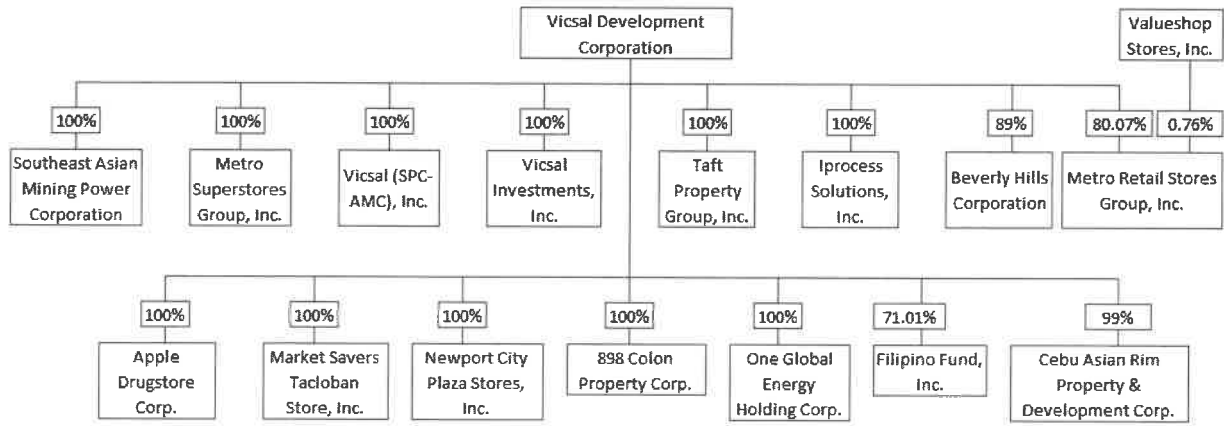 Vicsal Development
Corporation
Valueshop
Stores, Inc.
100%
100%
100%
100%
100%
100%
89%
80.07%
0.76%
Southeast Asian
Mining Power
Corporation
Metro
Superstores
Group, Inc.
Vicsal (SPC-
AMC), Inc.
Vicsal
Investments,
Inc.
Taft
Property
Group, Inc.
Iprocess
Solutions,
Inc.
Beverly Hills
Corporation
Metro Retail Stores
Group, Inc.
100%
100%
100%
100%
100%
71.01%
99%
Apple
Drugstore
Corp.
Market Savers
Tacloban
Store, Inc.
Newport City
Plaza Stores,
Inc.
898 Colon
Property Corp.
One Global
Energy
Holding Corp.
Filipino Fund,
Inc.
Cebu Asian Rim
Property &
Development Corp.